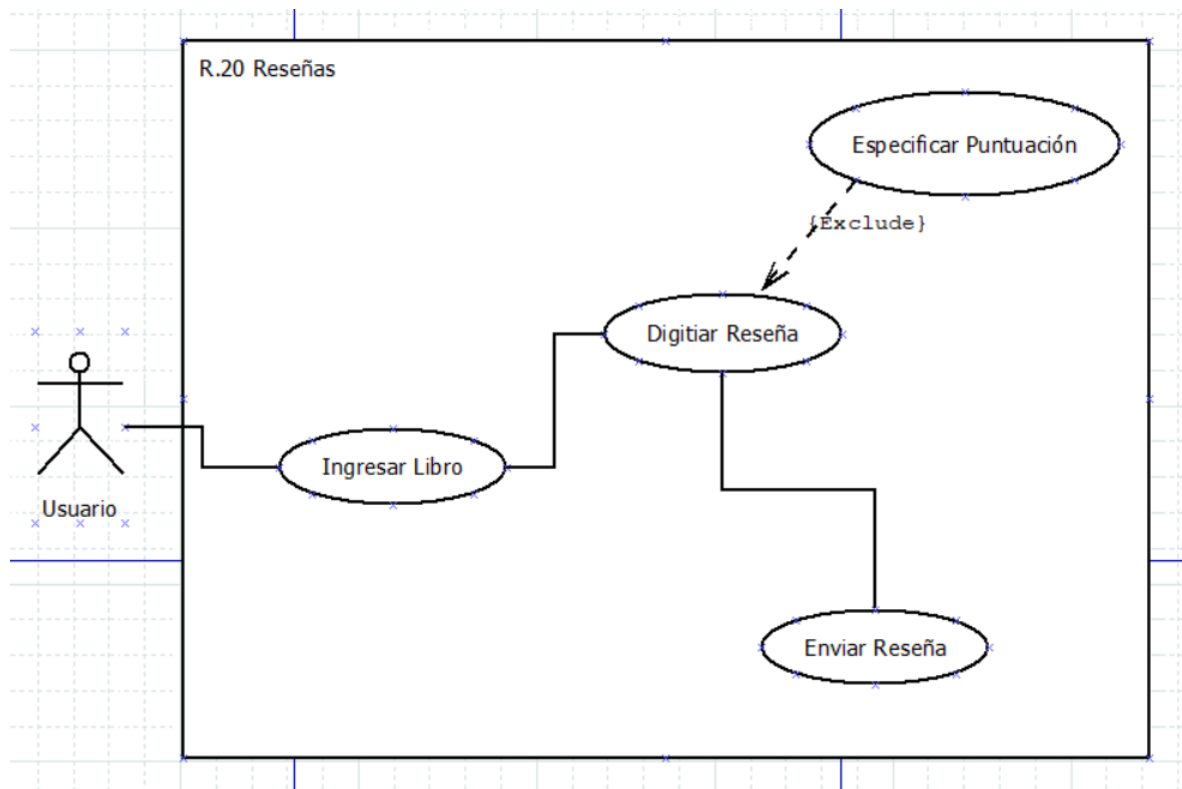 R.20 Reseñas
Especificar Puntuación
{Exclude}
Digitiar Reseña
Ingresar Libro
Usuario
Enviar Reseña